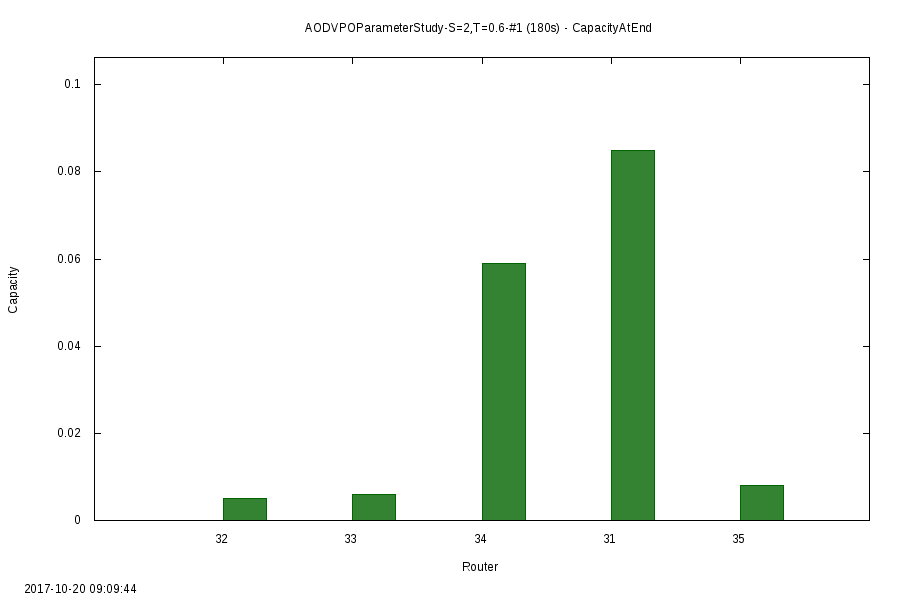 AODVPOParameterStudy-S=2,T=0.6-#1 (180s) - CapacityAtEnd
0.1
0.08
0.06
0.04
0.02
0
Capacity
32 33 34 31 35
Router
2017-10-20 09:09:44